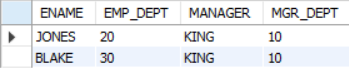 ENAME EMP_DEPT MANAGER MGR_DEPT
JONES 20 KING 10
BLAKE 30 KING 10